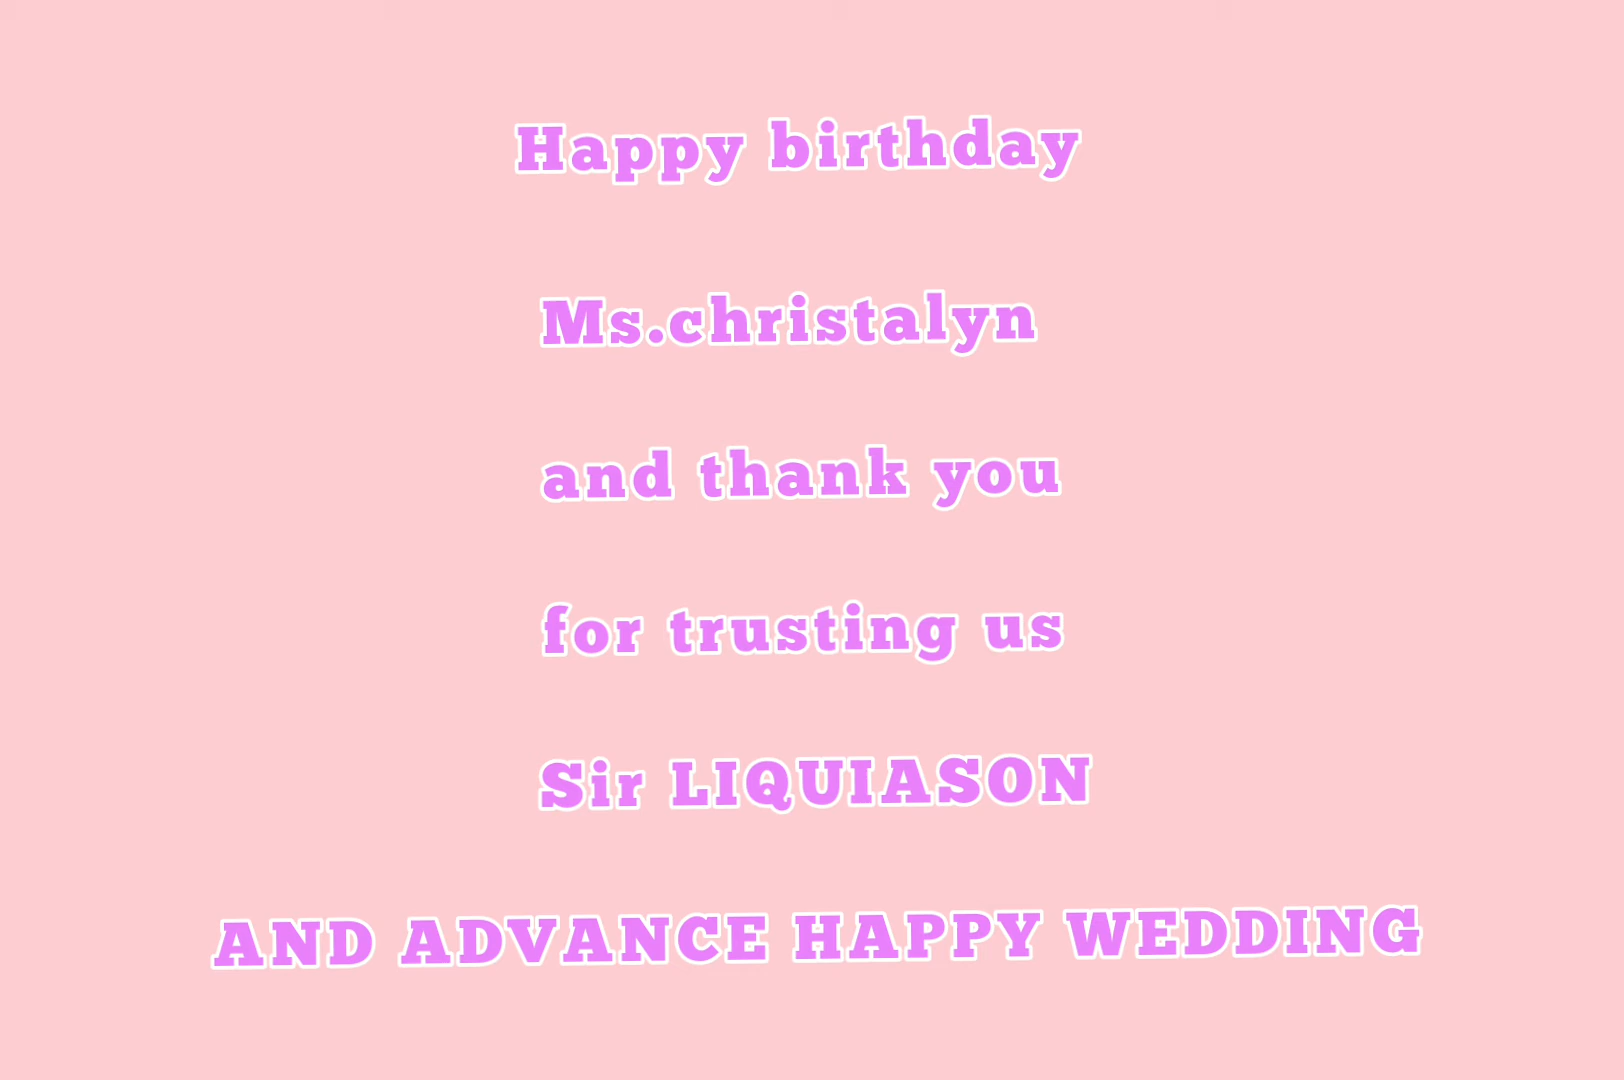 Happy birthday
Ms.christalyn
and thank you
for trusting us
Sir LIQUIASON
AND ADVANCE HAPPY WEDDING